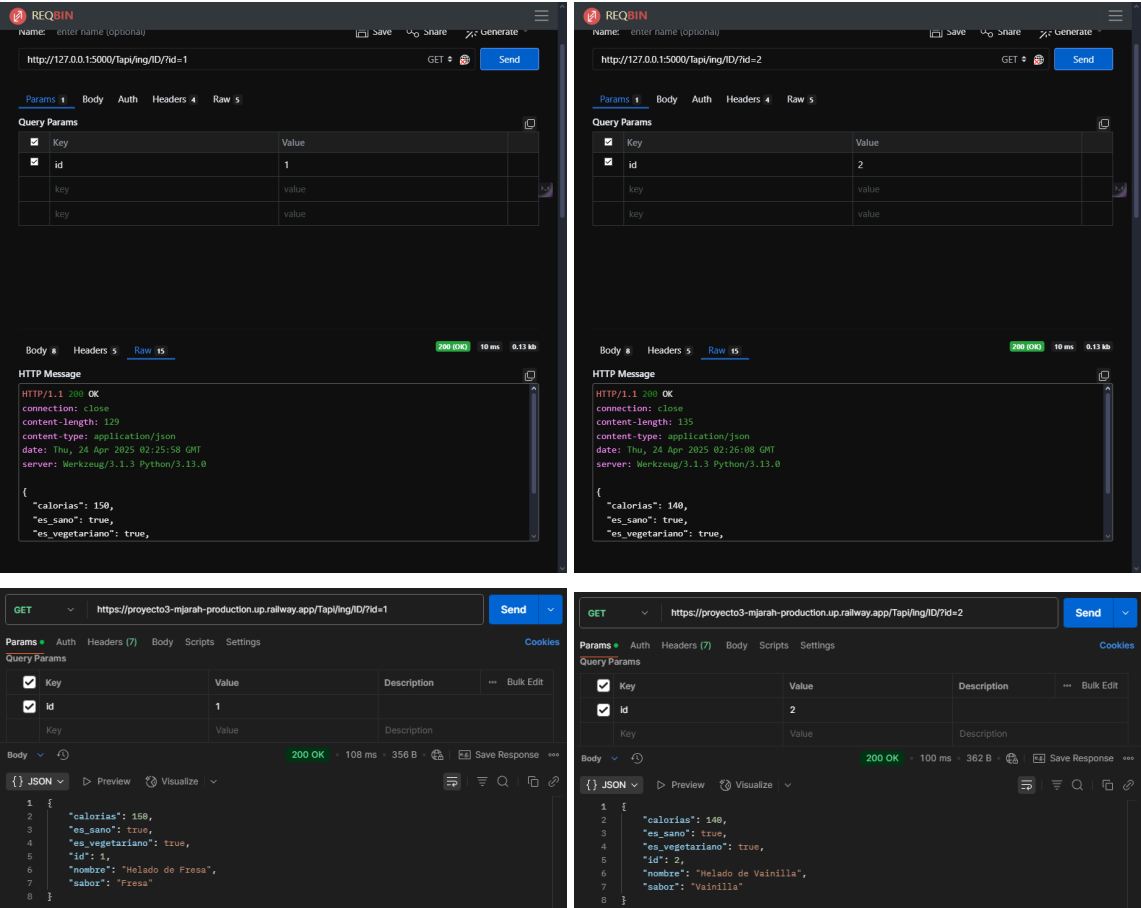 REQBIN
Name: enter name (optional) Save Share Generate
http://127.0.0.1:5000/Tapi/ing/ID/?id=1 GET Send
Params 1 Body Auth Headers 4 Raw 5
Query Params
Key Value
id 1
key value
key value
Body 8 Headers 5 Raw 15 200 (OK) 10 ms 0.13 kb
HTTP Message
HTTP/1.1 200 OK
connection: close
content-length: 129
content-type: application/json
date: Thu, 24 Apr 2025 02:25:58 GMT
server: Werkzeug/3.1.3 Python/3.13.0
{
"calorias": 150,
"es_sano": true,
"es_vegetariano": true,
REQBIN
Name: enter name (optional) Save Share Generate
http://127.0.0.1:5000/Tapi/ing/ID/?id=2 GET Send
Params 1 Body Auth Headers 4 Raw 5
Query Params
Key Value
id 2
key value
key value
Body 8 Headers 5 Raw 15 200 (OK) 10 ms 0.13 kb
HTTP Message
HTTP/1.1 200 OK
connection: close
content-length: 135
content-type: application/json
date: Thu, 24 Apr 2025 02:26:08 GMT
server: Werkzeug/3.1.3 Python/3.13.0
{
"calorias": 140,
"es_sano": true,
"es_vegetariano": true,
GET https://proyecto3-mjarah-production.up.railway.app/Tapi/ing/ID/?id=1 Send
Params Auth Headers (7) Body Scripts Settings Cookies
Query Params
Key Value Description ••• Bulk Edit
id 1
Key Value Description
Body 200 OK • 108 ms • 356 B • Save Response
{} JSON Preview Visualize
1 {
2 "calorias": 150,
3 "es_sano": true,
4 "es_vegetariano": true,
5 "id": 1,
6 "nombre": "Helado de Fresa",
7 "sabor": "Fresa"
8 }
GET https://proyecto3-mjarah-production.up.railway.app/Tapi/ing/ID/?id=2 Send
Params Auth Headers (7) Body Scripts Settings Cookies
Query Params
Key Value Description ••• Bulk Edit
id 2
Key Value Description
Body 200 OK • 100 ms • 362 B • Save Response
{} JSON Preview Visualize
1 {
2 "calorias": 140,
3 "es_sano": true,
4 "es_vegetariano": true,
5 "id": 2,
6 "nombre": "Helado de Vainilla",
7 "sabor": "Vainilla"
8 }